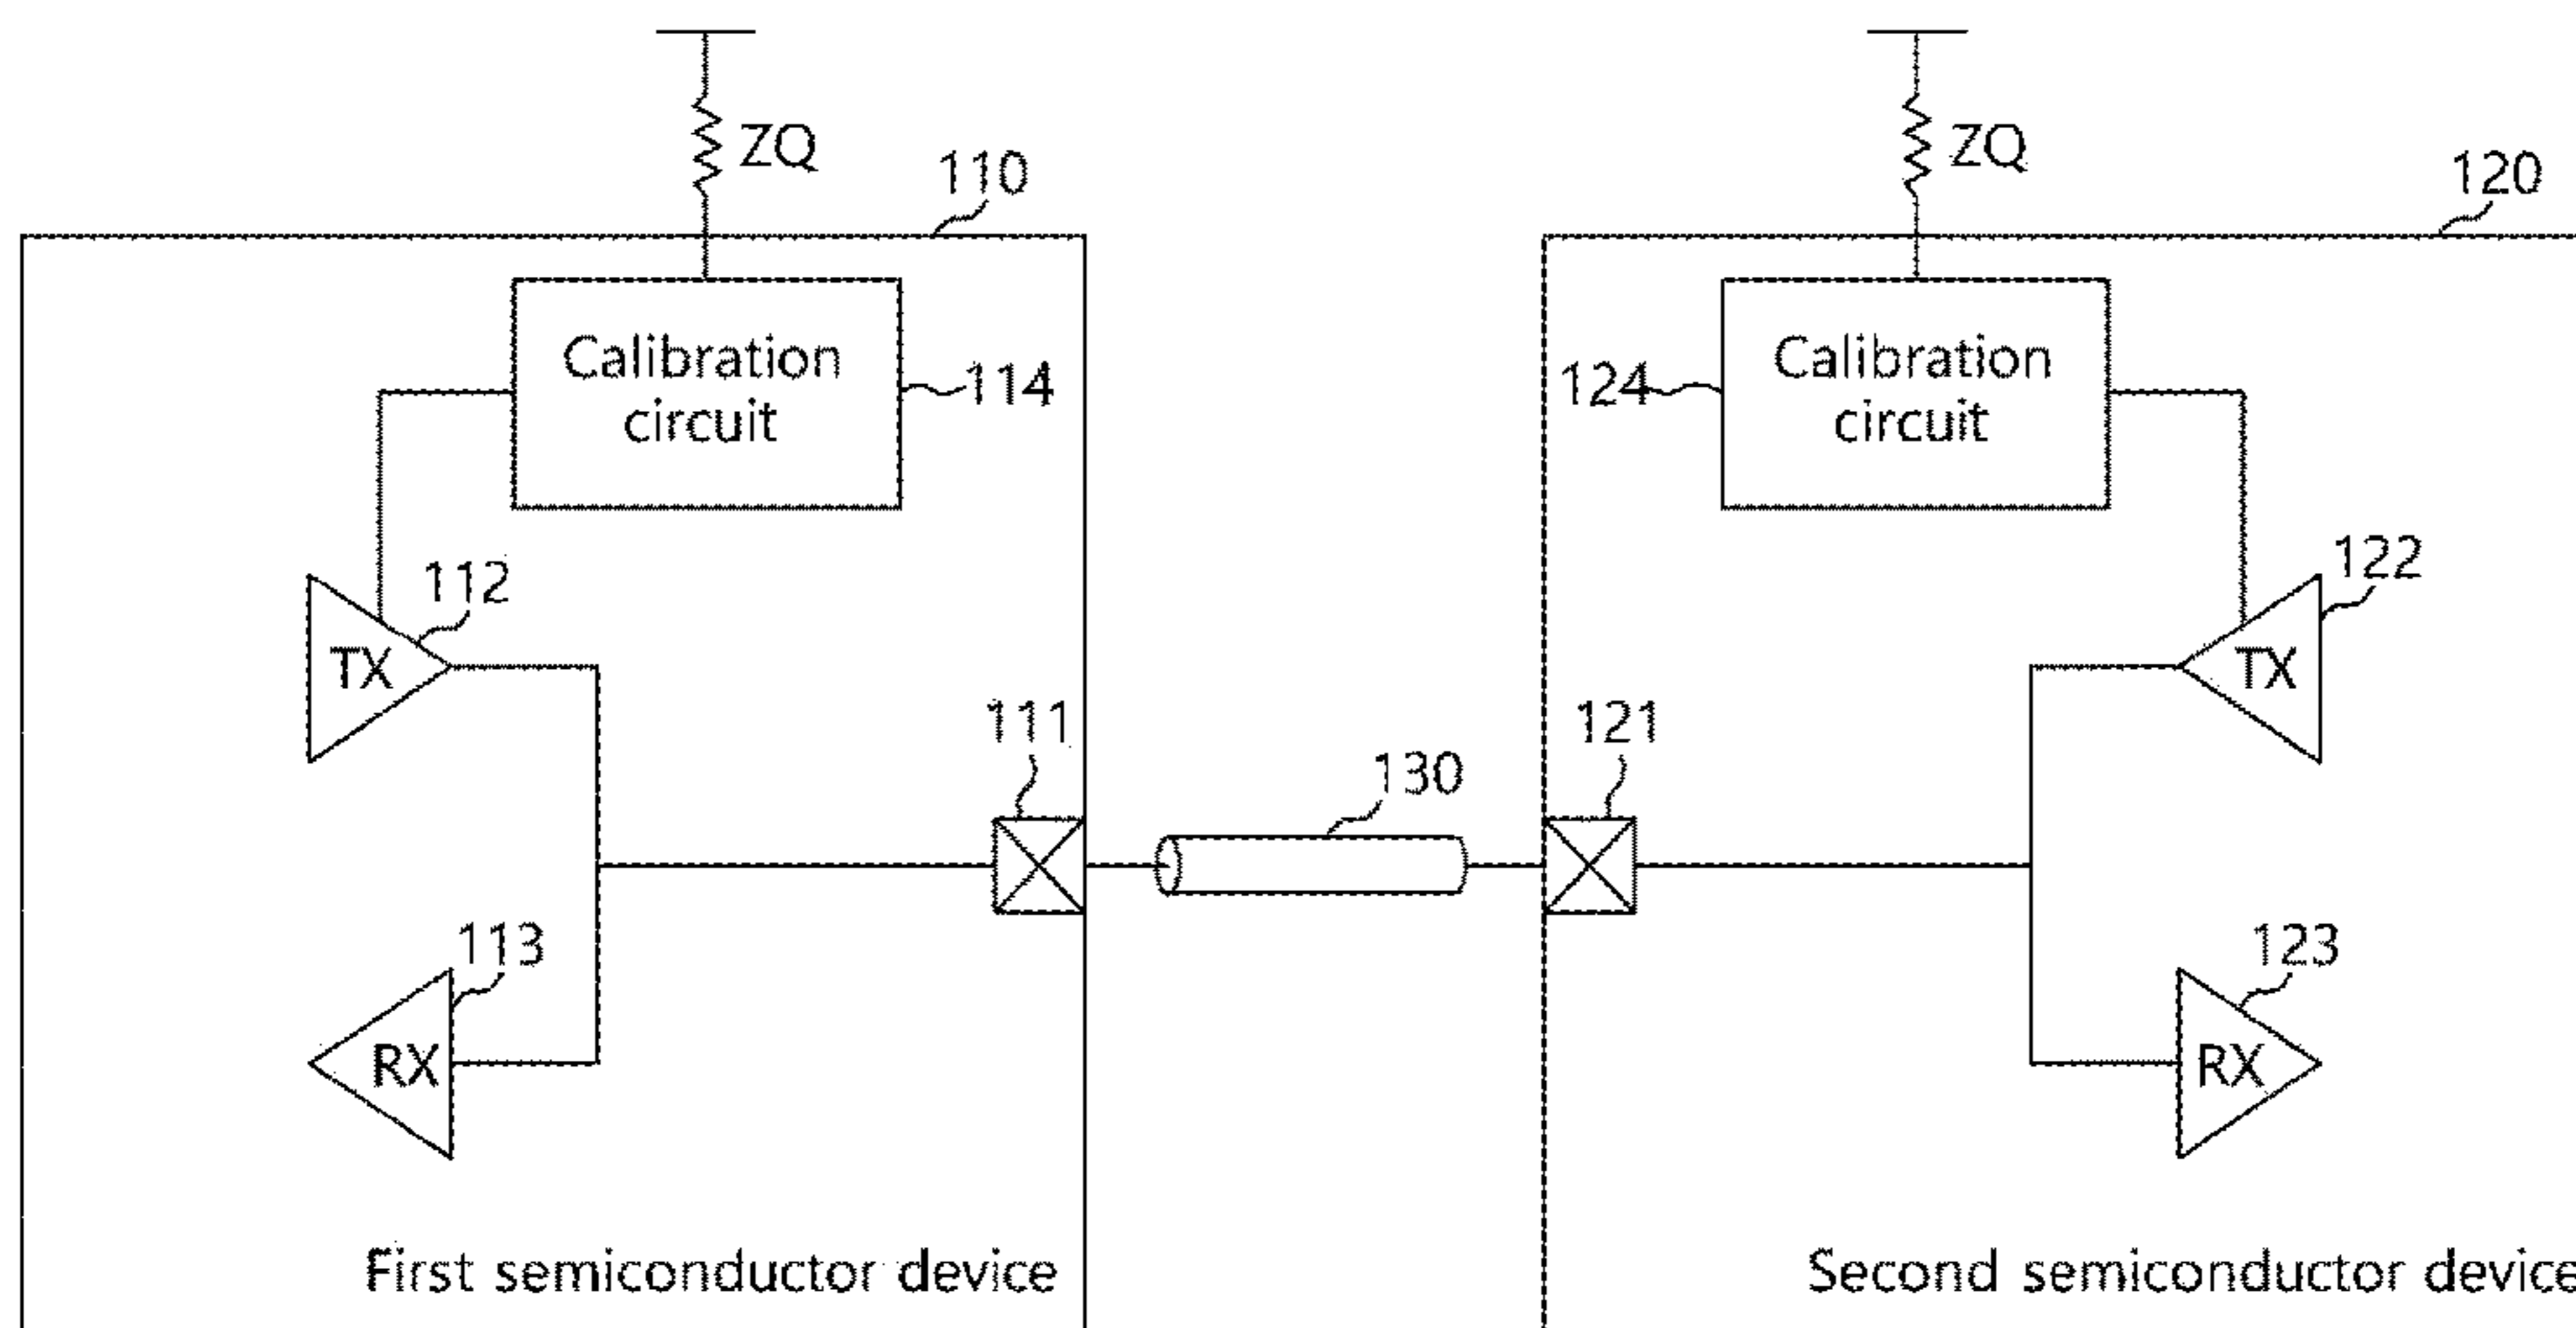 ZQ
ZQ
110
120
Calibration
circuit
114
124
Calibration
circuit
112
TX
122
TX
111
121
130
113
RX
123
RX
First semiconductor device
Second semiconductor device